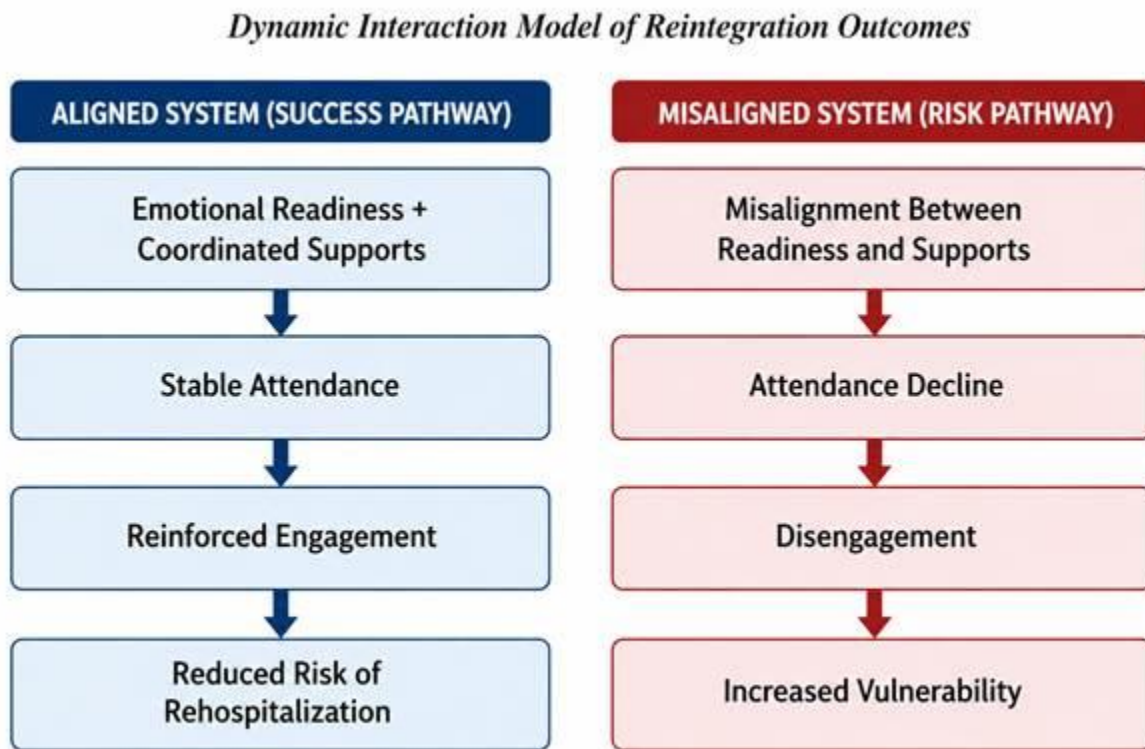 Dynamic Interaction Model of Reintegration Outcomes
ALIGNED SYSTEM (SUCCESS PATHWAY)
Emotional Readiness +
Coordinated Supports
Stable Attendance
Reinforced Engagement
Reduced Risk of
Rehospitalization
MISALIGNED SYSTEM (RISK PATHWAY)
Misalignment Between
Readiness and Supports
Attendance Decline
Disengagement
Increased Vulnerability